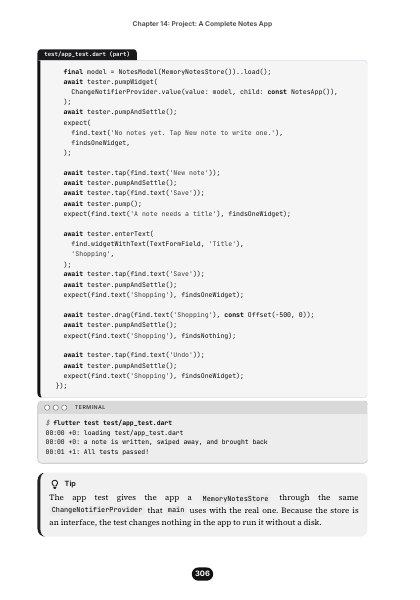 Chapter 14: Project: A Complete Notes App
test/app_test.dart (part)
final model = NotesModel(MemoryNotesStore())..load();
await tester.pumpWidget(
ChangeNotifierProvider.value(value: model, child: const NotesApp()),
);
await tester.pumpAndSettle();
expect(
find.text('No notes yet. Tap New note to write one.'),
findsOneWidget,
);
await tester.tap(find.text('New note'));
await tester.pumpAndSettle();
await tester.tap(find.text('Save'));
await tester.pump();
expect(find.text('A note needs a title'), findsOneWidget);
await tester.enterText(
find.widgetWithText(TextFormField, 'Title'),
'Shopping',
);
await tester.tap(find.text('Save'));
await tester.pumpAndSettle();
expect(find.text('Shopping'), findsOneWidget);
await tester.drag(find.text('Shopping'), const Offset(-500, 0));
await tester.pumpAndSettle();
expect(find.text('Shopping'), findsNothing);
await tester.tap(find.text('Undo'));
await tester.pumpAndSettle();
expect(find.text('Shopping'), findsOneWidget);
});
TERMINAL
$ flutter test test/app_test.dart
00:00 +0: loading test/app_test.dart
00:00 +0: a note is written, swiped away, and brought back
00:01 +1: All tests passed!
Tip
The app test gives the app a MemoryNotesStore through the same
ChangeNotifierProvider that main uses with the real one. Because the store is
an interface, the test changes nothing in the app to run it without a disk.
306